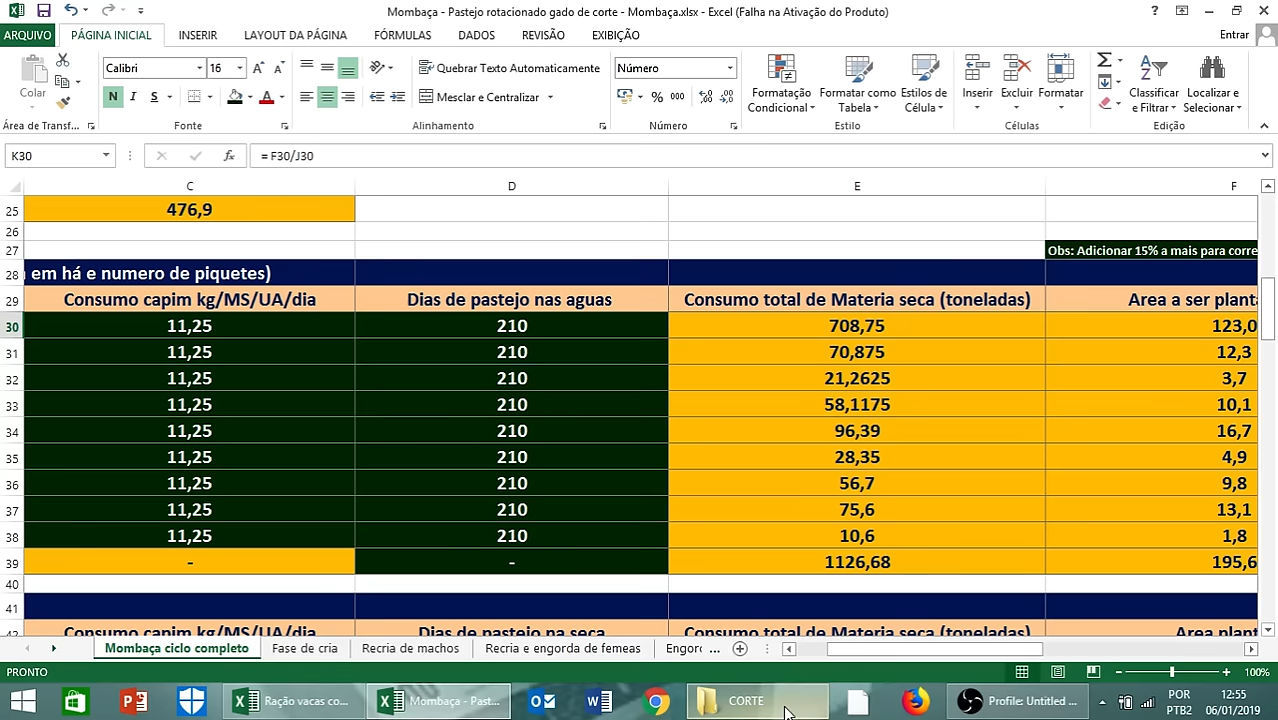 Mombaça - Pastejo rotacionado gado de corte - Mombaça.xlsx - Excel (Falha na Ativação do Produto)
ARQUIVO PÁGINA INICIAL INSERIR LAYOUT DA PÁGINA FÓRMULAS DADOS REVISÃO EXIBIÇÃO Entrar
Colar Calibri 16 Quebrar Texto Automaticamente Número Formatação Condicional Formatar como Tabela Estilos de Célula Inserir Excluir Formatar Classificar e Filtrar Localizar e Selecionar
N I S A Mesclar e Centralizar % 000
Área de Transf... Fonte Alinhamento Número Estilo Células Edição
K30 fx = F30/J30
C D E F
25 476,9
26
27 Obs: Adicionar 15% a mais para corre
28 em há e numero de piquetes)
29 Consumo capim kg/MS/UA/dia Dias de pastejo nas aguas Consumo total de Materia seca (toneladas) Area a ser planta
30 11,25 210 708,75 123,0
31 11,25 210 70,875 12,3
32 11,25 210 21,2625 3,7
33 11,25 210 58,1175 10,1
34 11,25 210 96,39 16,7
35 11,25 210 28,35 4,9
36 11,25 210 56,7 9,8
37 11,25 210 75,6 13,1
38 11,25 210 10,6 1,8
39 - - 1126,68 195,6
40
41
42 Consumo capim kg/MS/UA/dia Dias de pastejo na seca Consumo total de Materia seca (toneladas) Area plan
Mombaça ciclo completo Fase de cria Recria de machos Recria e engorda de femeas Engorc ...
PRONTO 100%
Ração vacas co... Mombaça - Past... CORTE Profile: Untitled ... POR 12:55
PTB2 06/01/2019